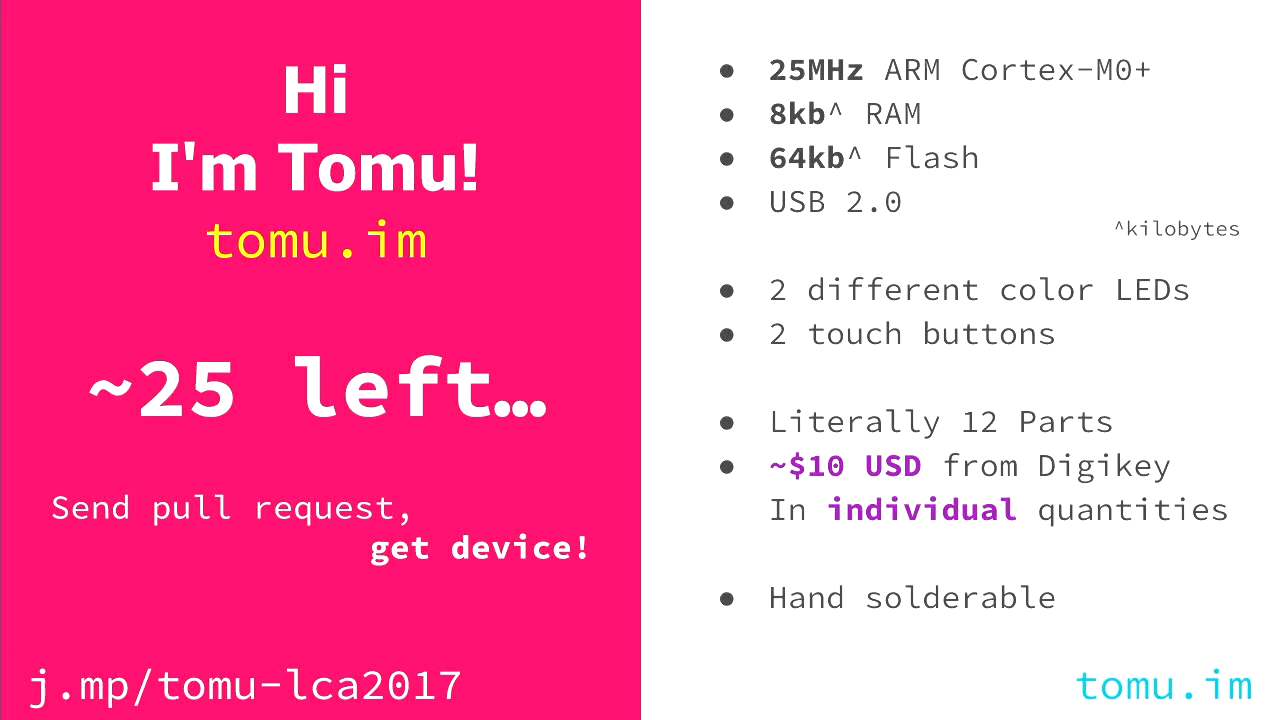 Hi
I'm Tomu!
tomu.im
~25 left…
Send pull request,
get device!
j.mp/tomu-lca2017
● 25MHz ARM Cortex-M0+
● 8kb^ RAM
● 64kb^ Flash
● USB 2.0
^kilobytes
● 2 different color LEDs
● 2 touch buttons
● Literally 12 Parts
● ~$10 USD from Digikey
In individual quantities
● Hand solderable
tomu.im